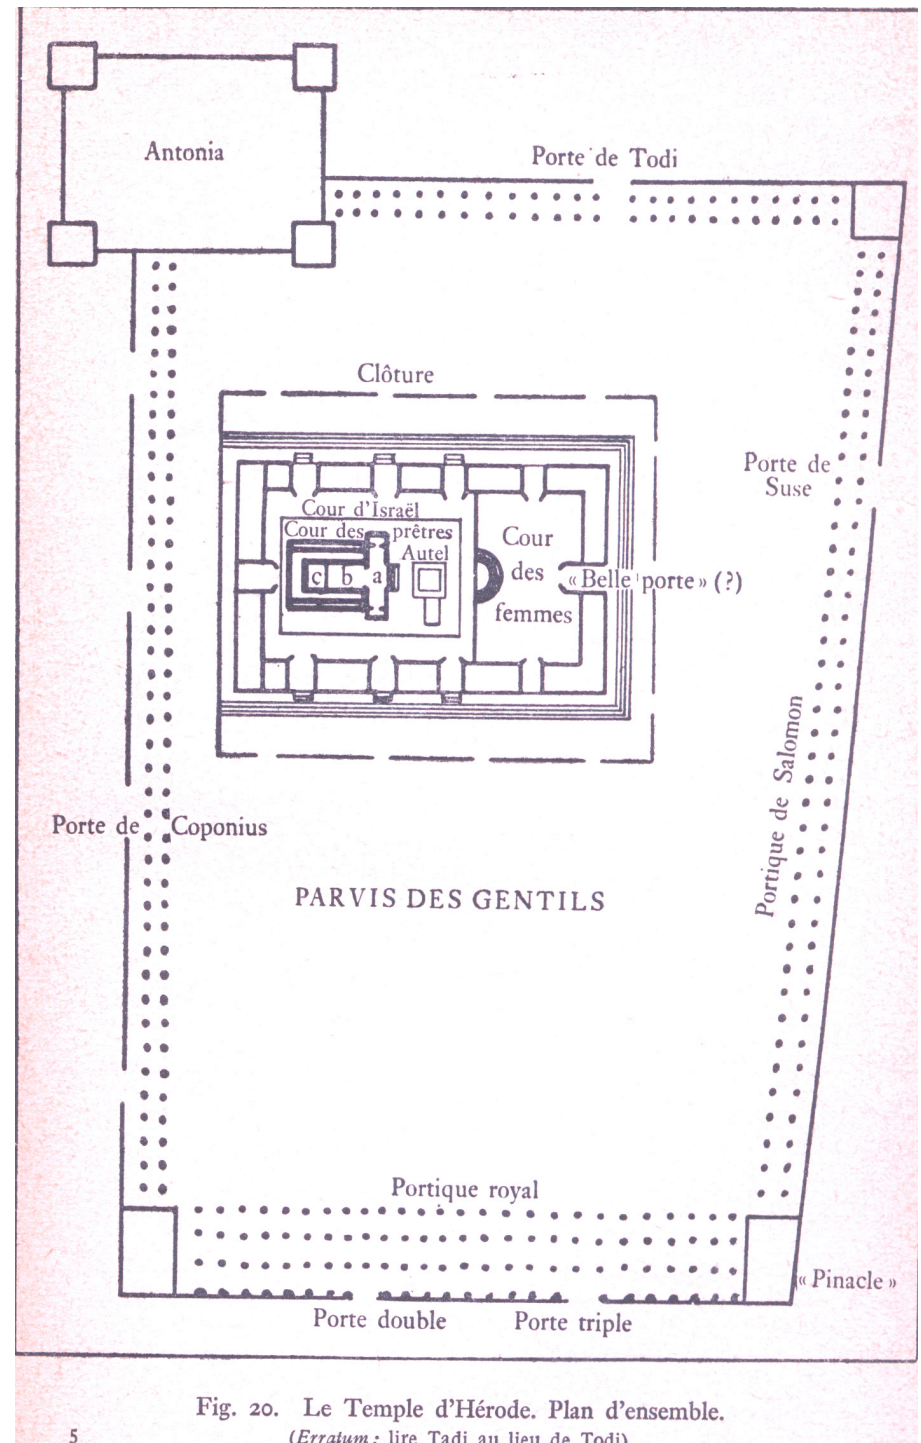 Antonia
Porte de Todi
Clôture
Porte de
Suse
Cour d'Israël
Cour des prêtres
Autel
c b a
Cour
des
femmes
« Belle porte » (?)
Portique de Salomon
Porte de Coponius
PARVIS DES GENTILS
Portique royal
« Pinacle »
Porte double
Porte triple
Fig. 20. Le Temple d'Hérode. Plan d'ensemble.
5
(Erratum : lire Tadi au lieu de Todi)